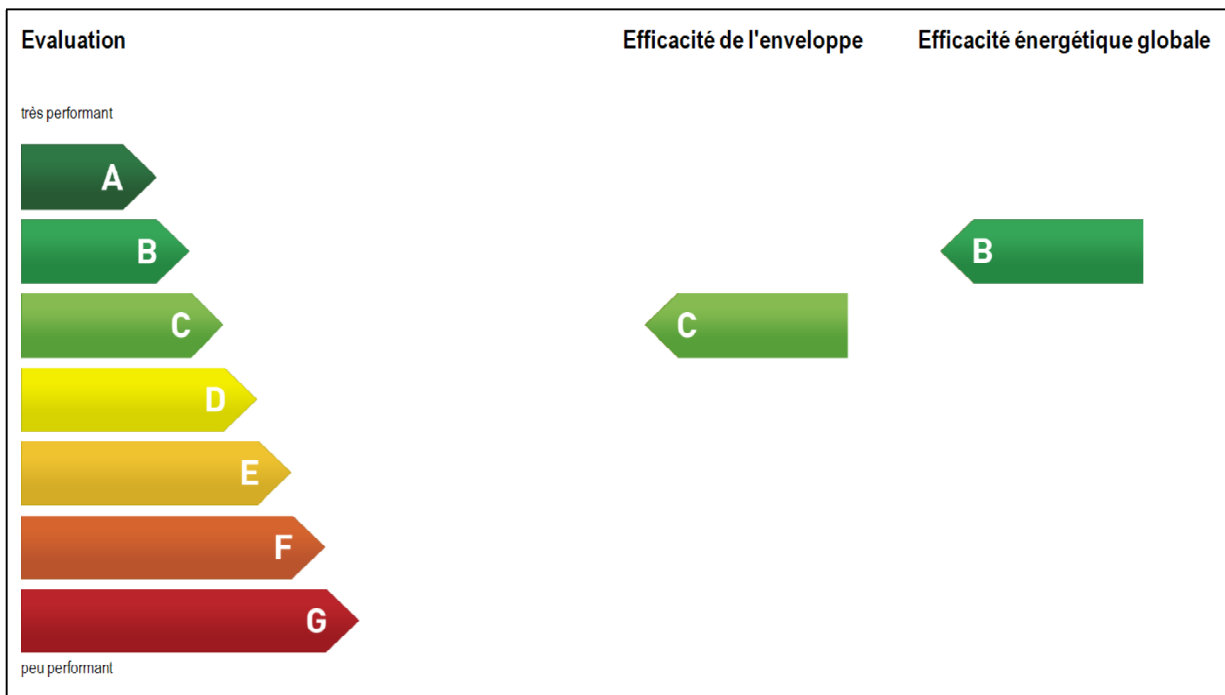 Evaluation Efficacité de l'enveloppe Efficacité énergétique globale
très performant
A
B B
C C
D
E
F
G
peu performant